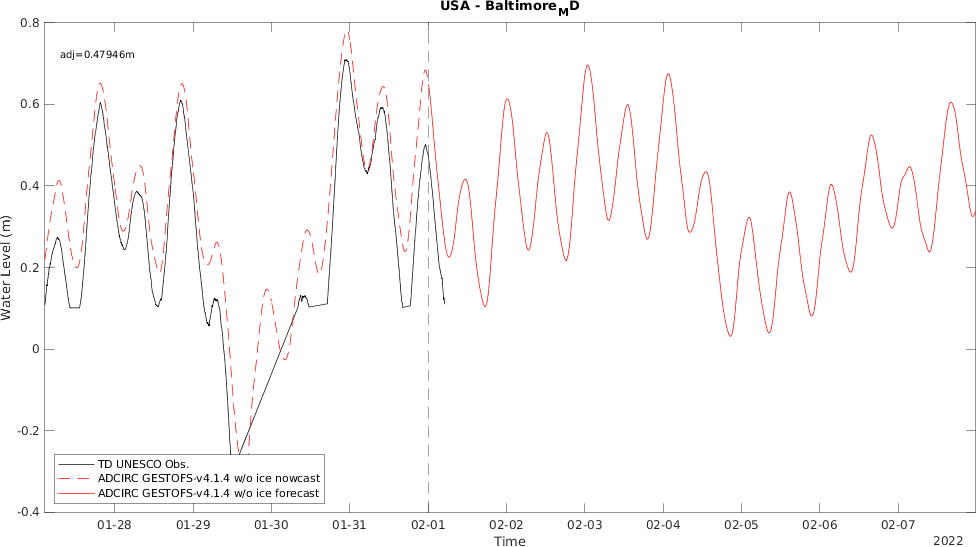 USA - Baltimore_MD
adj=0.47946m
0.8
0.6
0.4
0.2
0
-0.2
-0.4
Water Level (m)
TD UNESCO Obs.
ADCIRC GESTOFS-v4.1.4 w/o ice nowcast
ADCIRC GESTOFS-v4.1.4 w/o ice forecast
01-28 01-29 01-30 01-31 02-01 02-02 02-03 02-04 02-05 02-06 02-07
Time
2022